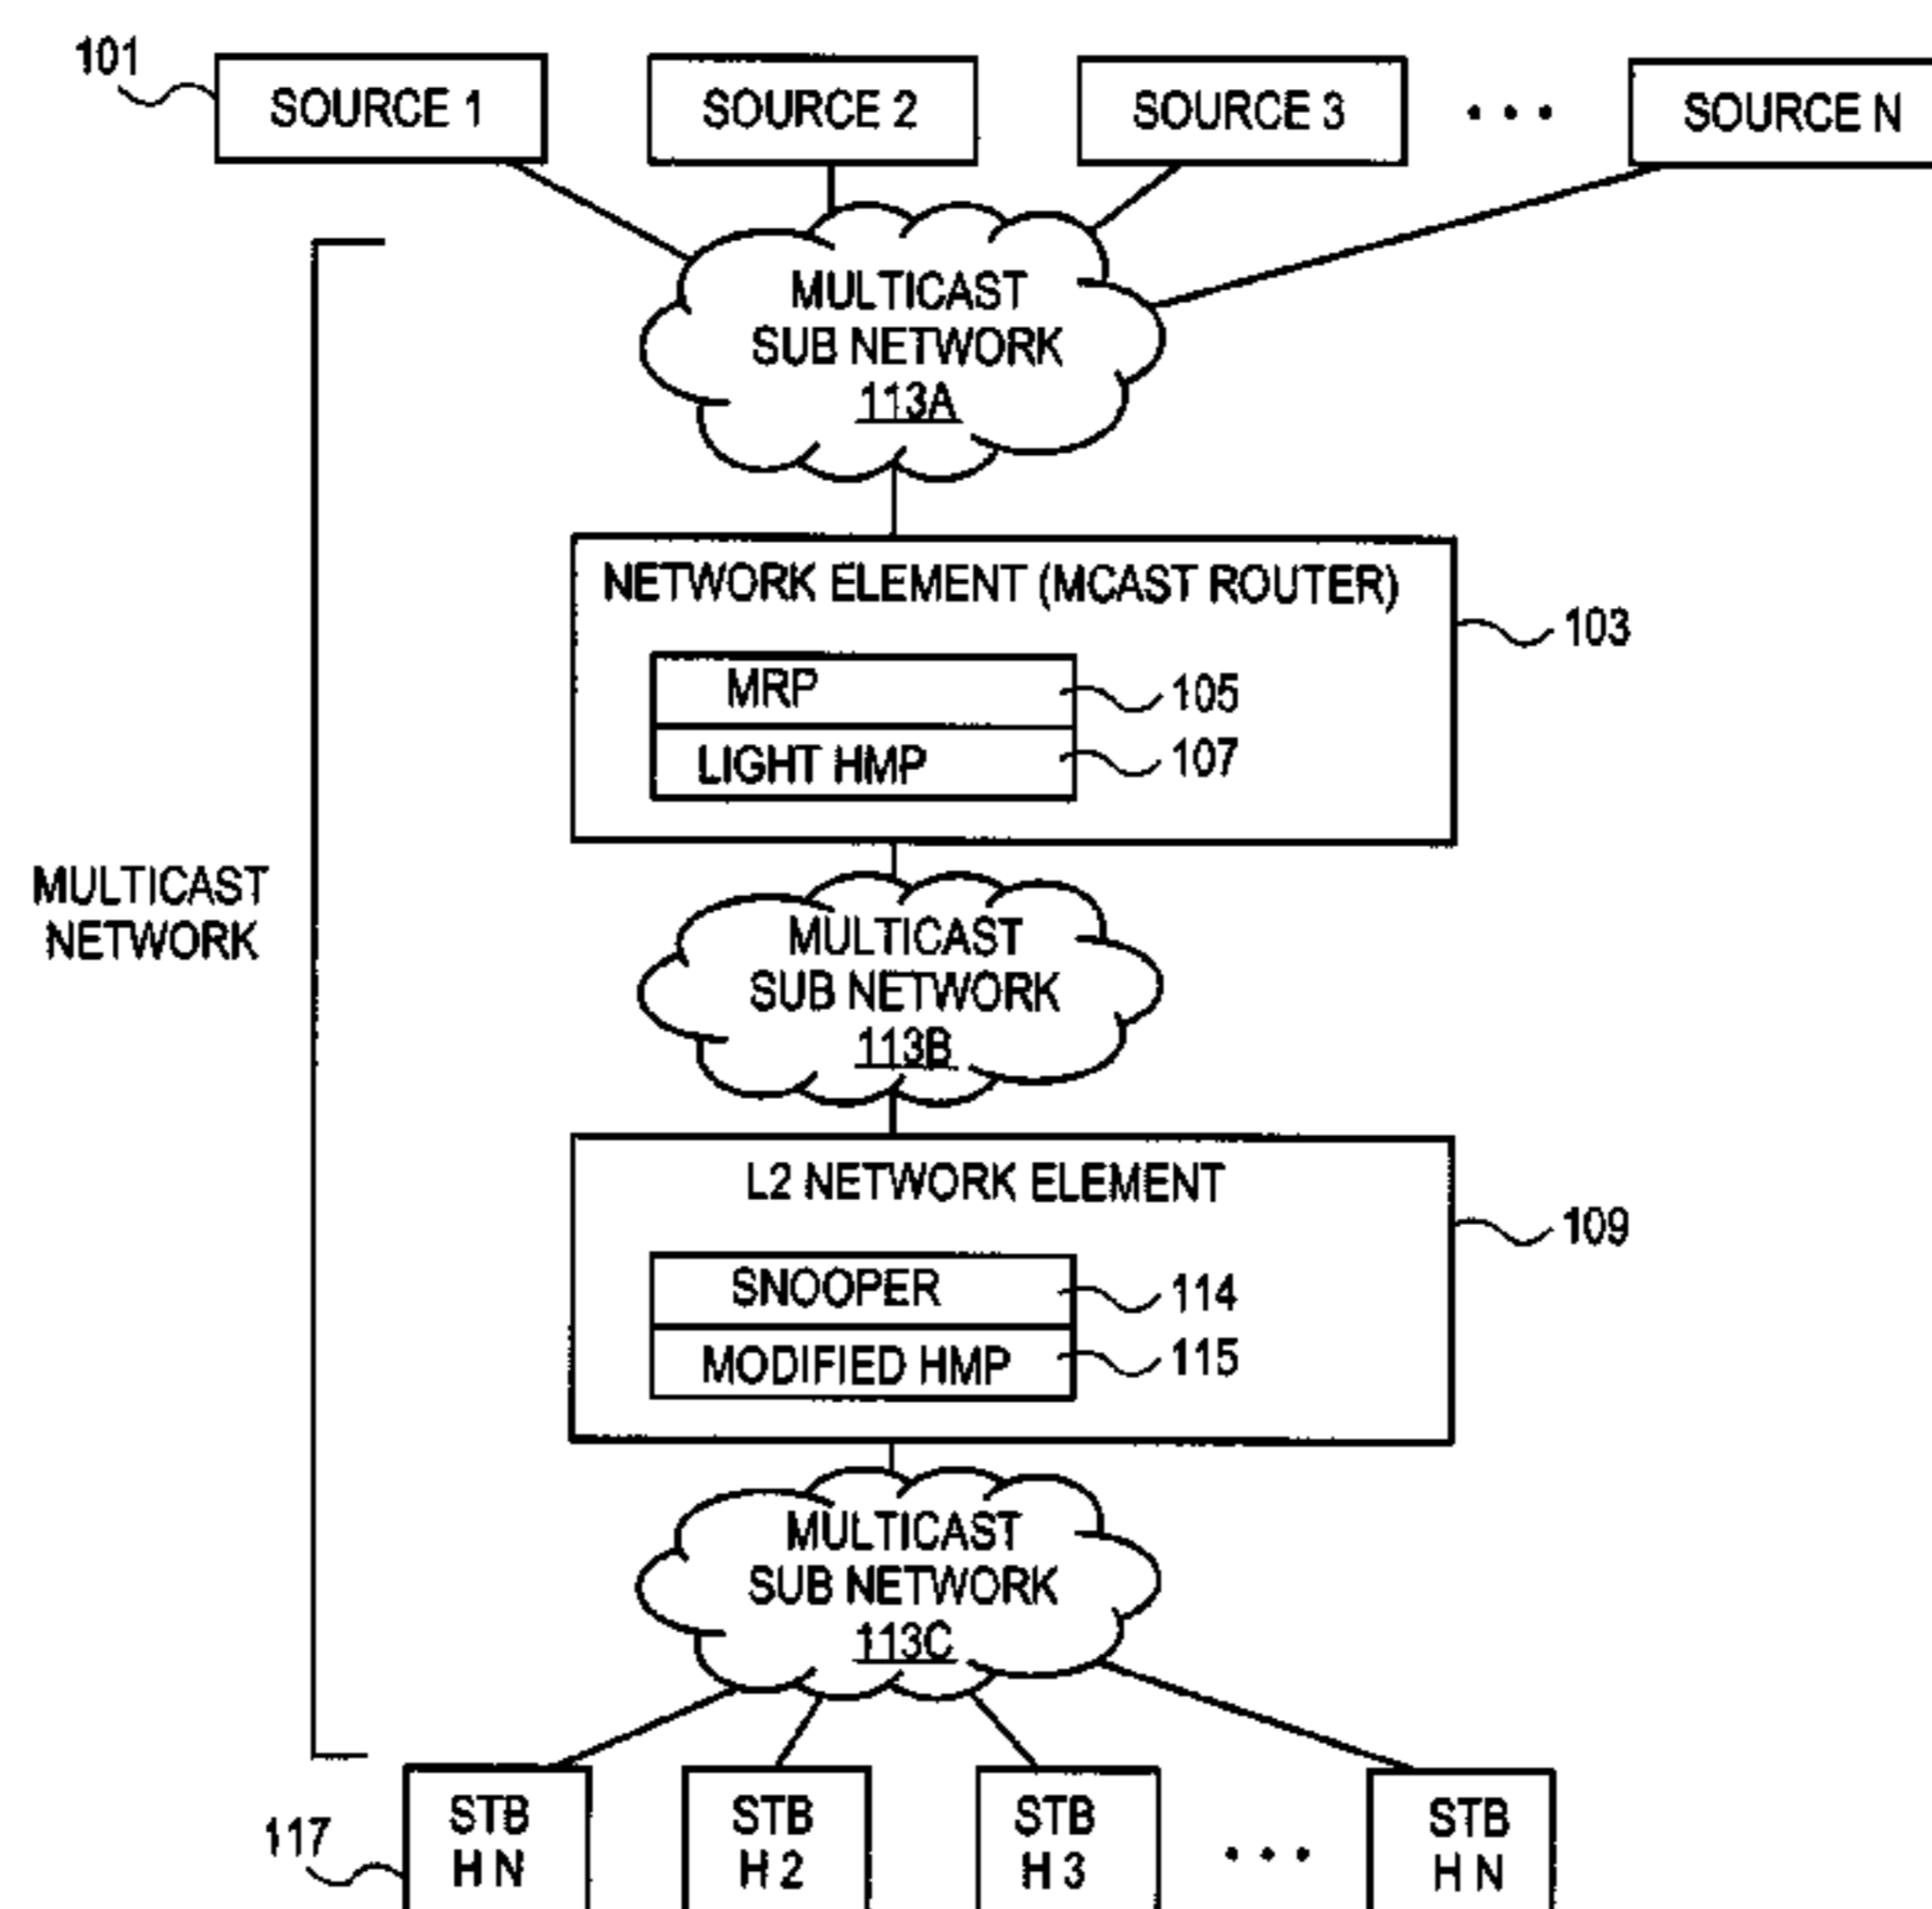 101
SOURCE 1
SOURCE 2
SOURCE 3
• • •
SOURCE N
MULTICAST
SUB NETWORK
113A
NETWORK ELEMENT (MCAST ROUTER)
103
MRP
105
LIGHT HMP
107
MULTICAST
NETWORK
MULTICAST
SUB NETWORK
113B
L2 NETWORK ELEMENT
109
SNOOPER
114
MODIFIED HMP
115
MULTICAST
SUB NETWORK
113C
117
STB
H N
STB
H 2
STB
H 3
• • •
STB
H N